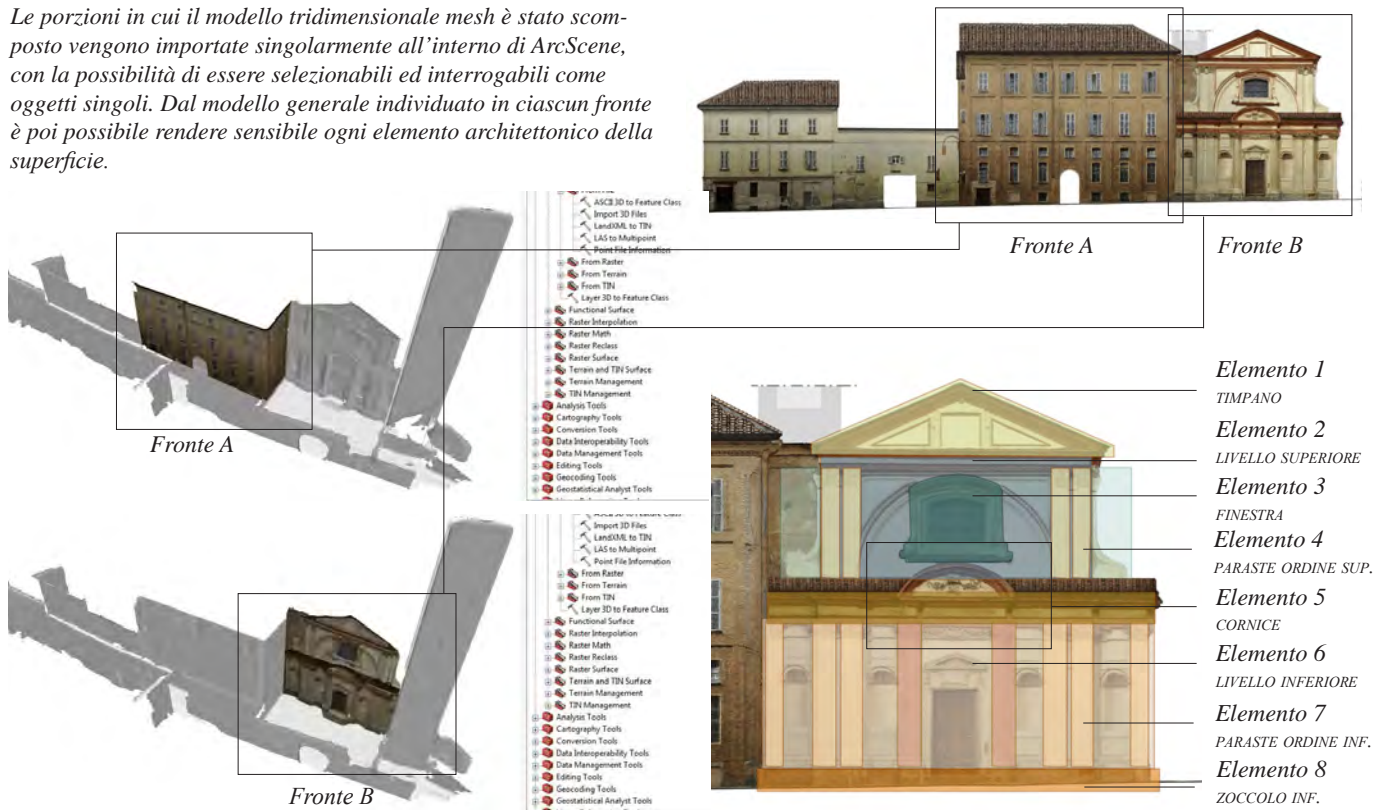 Le porzioni in cui il modello tridimensionale mesh è stato scom-
posto vengono importate singolarmente all'interno di ArcScene,
con la possibilità di essere selezionabili ed interrogabili come
oggetti singoli. Dal modello generale individuato in ciascun fronte
è poi possibile rendere sensibile ogni elemento architettonico della
superficie.
Fronte A
Fronte B
ASCII 3D to Feature Class
Import 3D Files
LandXML to TIN
LAS to Multipoint
Point File Information
From Raster
From Terrain
From TIN
Layer 3D to Feature Class
Functional Surface
Raster Interpolation
Raster Math
Raster Reclass
Raster Surface
Terrain and TIN Surface
Terrain Management
TIN Management
Analysis Tools
Cartography Tools
Conversion Tools
Data Interoperability Tools
Data Management Tools
Editing Tools
Geocoding Tools
Geostatistical Analyst Tools
Fronte A
ASCII 3D to Feature Class
Import 3D Files
LandXML to TIN
LAS to Multipoint
Point File Information
From Raster
From Terrain
From TIN
Layer 3D to Feature Class
Functional Surface
Raster Interpolation
Raster Math
Raster Reclass
Raster Surface
Terrain and TIN Surface
Terrain Management
TIN Management
Analysis Tools
Cartography Tools
Conversion Tools
Data Interoperability Tools
Data Management Tools
Editing Tools
Geocoding Tools
Geostatistical Analyst Tools
Fronte B
Elemento 1
TIMPANO
Elemento 2
LIVELLO SUPERIORE
Elemento 3
FINESTRA
Elemento 4
PARASTE ORDINE SUP.
Elemento 5
CORNICE
Elemento 6
LIVELLO INFERIORE
Elemento 7
PARASTE ORDINE INF.
Elemento 8
ZOCCOLO INF.